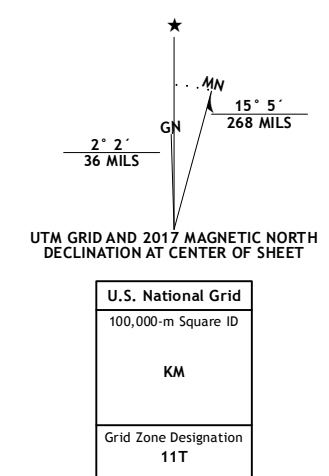 ★
MN
15° 5´
268 MILS
GN
2° 2´
36 MILS
UTM GRID AND 2017 MAGNETIC NORTH
DECLINATION AT CENTER OF SHEET
U.S. National Grid
100,000-m Square ID
KM
Grid Zone Designation
11T